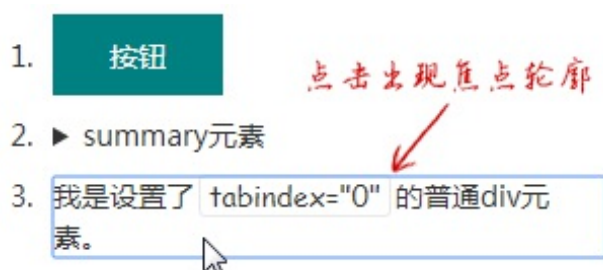 1. 按钮
点击出现焦点轮廓
2. ▶ summary元素
3. 我是设置了 tabindex="0" 的普通div元
素。